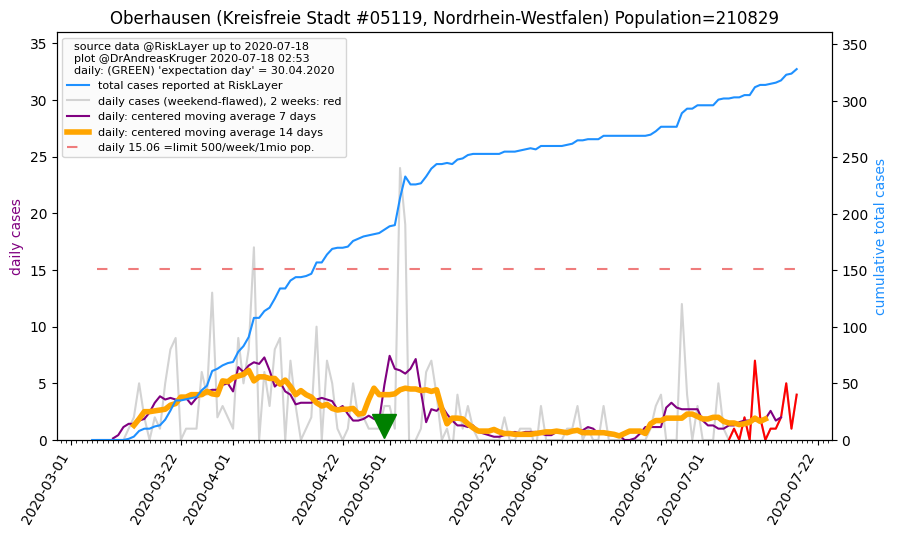 Oberhausen (Kreisfreie Stadt #05119, Nordrhein-Westfalen) Population=210829
source data @RiskLayer up to 2020-07-18
plot @DrAndreasKruger 2020-07-18 02:53
daily: (GREEN) 'expectation day' = 30.04.2020
total cases reported at RiskLayer
daily cases (weekend-flawed), 2 weeks: red
daily: centered moving average 7 days
daily: centered moving average 14 days
daily 15.06 =limit 500/week/1mio pop.
daily cases
35
30
25
20
15
10
5
0
350
300
250
200
150
100
50
0
cumulative total cases
2020-03-01
2020-03-22
2020-04-01
2020-04-22
2020-05-01
2020-05-22
2020-06-01
2020-06-22
2020-07-01
2020-07-22